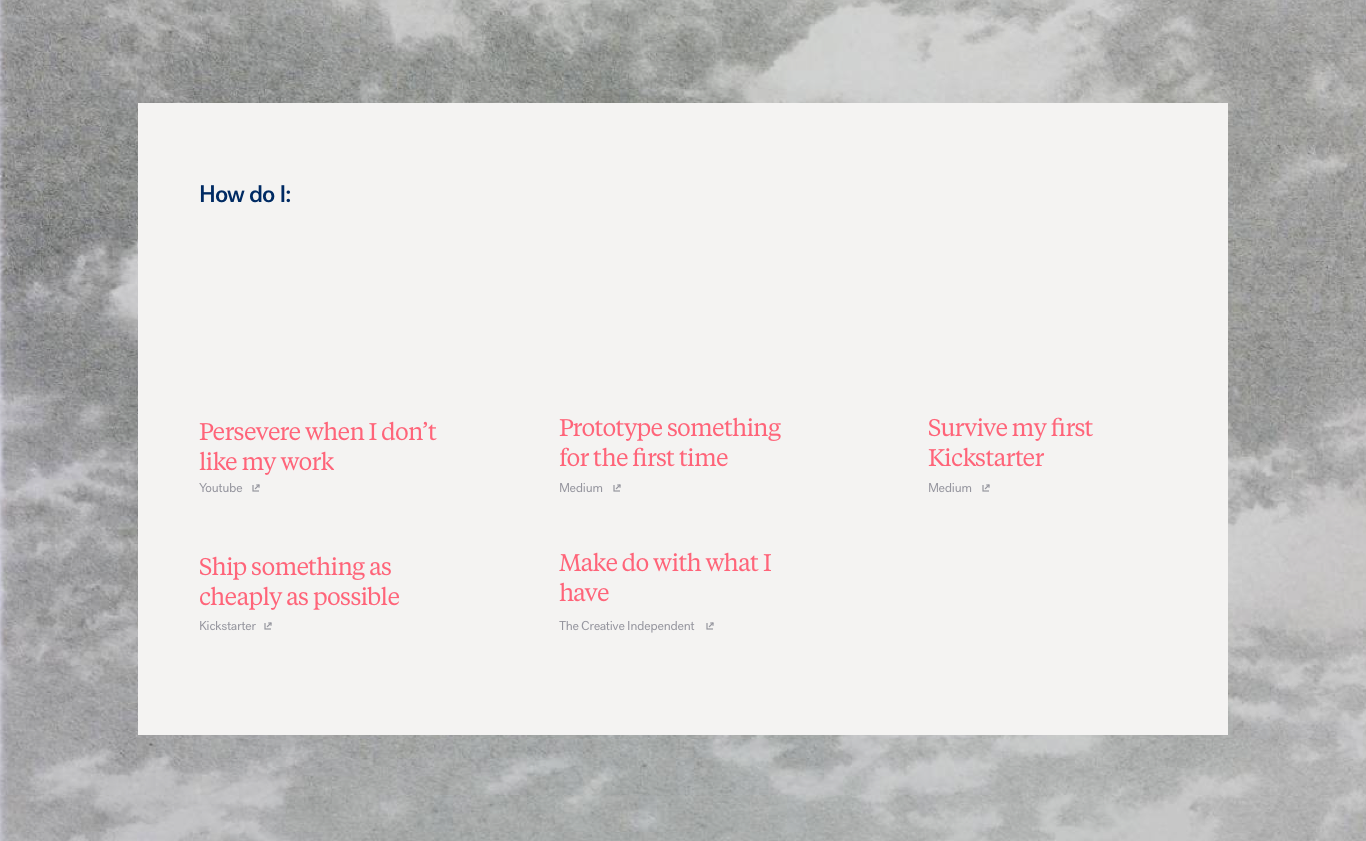 How do I:
Persevere when I don’t
like my work
Youtube
Prototype something
for the first time
Medium
Survive my first
Kickstarter
Medium
Ship something as
cheaply as possible
Kickstarter
Make do with what I
have
The Creative Independent